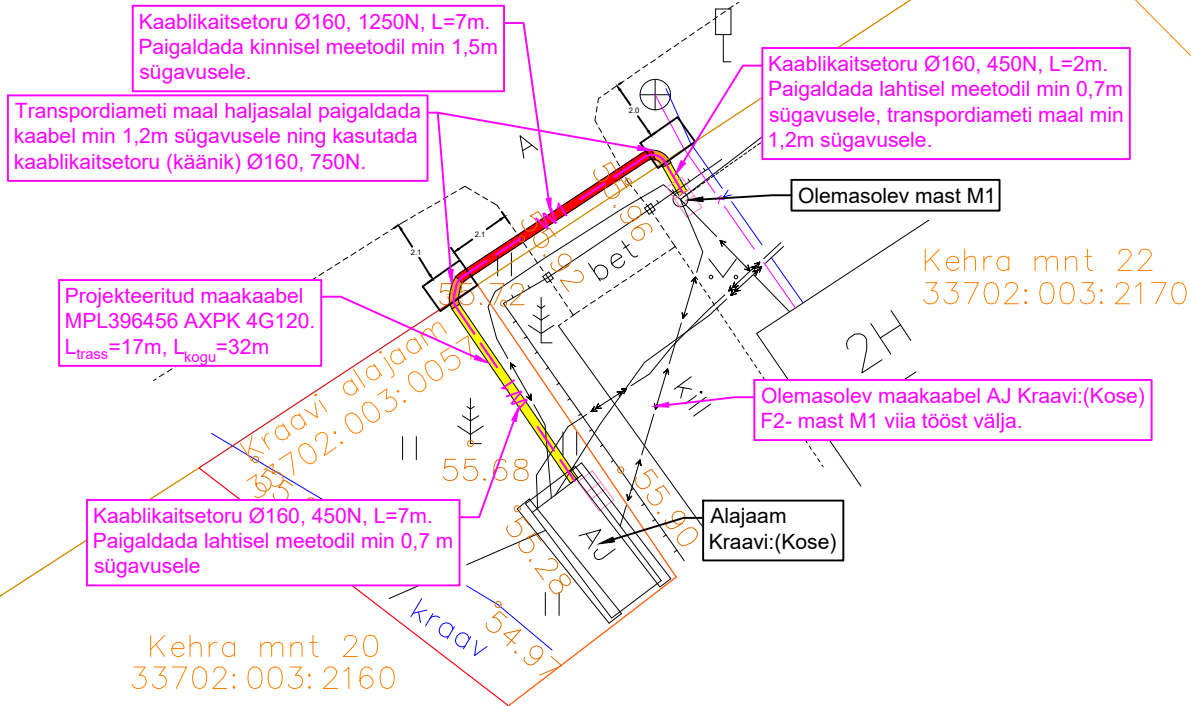 Kaablikaitsetoru Ø160, 1250N, L=7m.
Paigaldada kinnisel meetodil min 1,5m
sügavusele.
Transpordiameti maal haljasalal paigaldada
kaabel min 1,2m sügavusele ning kasutada
kaablikaitsetoru (käänik) Ø160, 750N.
Kaablikaitsetoru Ø160, 450N, L=2m.
Paigaldada lahtisel meetodil min 0,7m
sügavusele, transpordiameti maal min
1,2m sügavusele.
2.0
A
Olemasolev mast M1
2.1
2.1
bet
Kehra mnt 22
33702:003:2170
Projekteeritud maakaabel
MPL396456 AXPK 4G120.
Ltrass=17m, Lkogu=32m
55.72
2H
Kraavi alajaam
33702:003:0057
kill
Olemasolev maakaabel AJ Kraavi:(Kose)
F2- mast M1 viia tööst välja.
55.68
55.90
Kaablikaitsetoru Ø160, 450N, L=7m.
Paigaldada lahtisel meetodil min 0,7 m
sügavusele
AJ
Alajaam
Kraavi:(Kose)
55.28
54.97
kraav
Kehra mnt 20
33702:003:2160